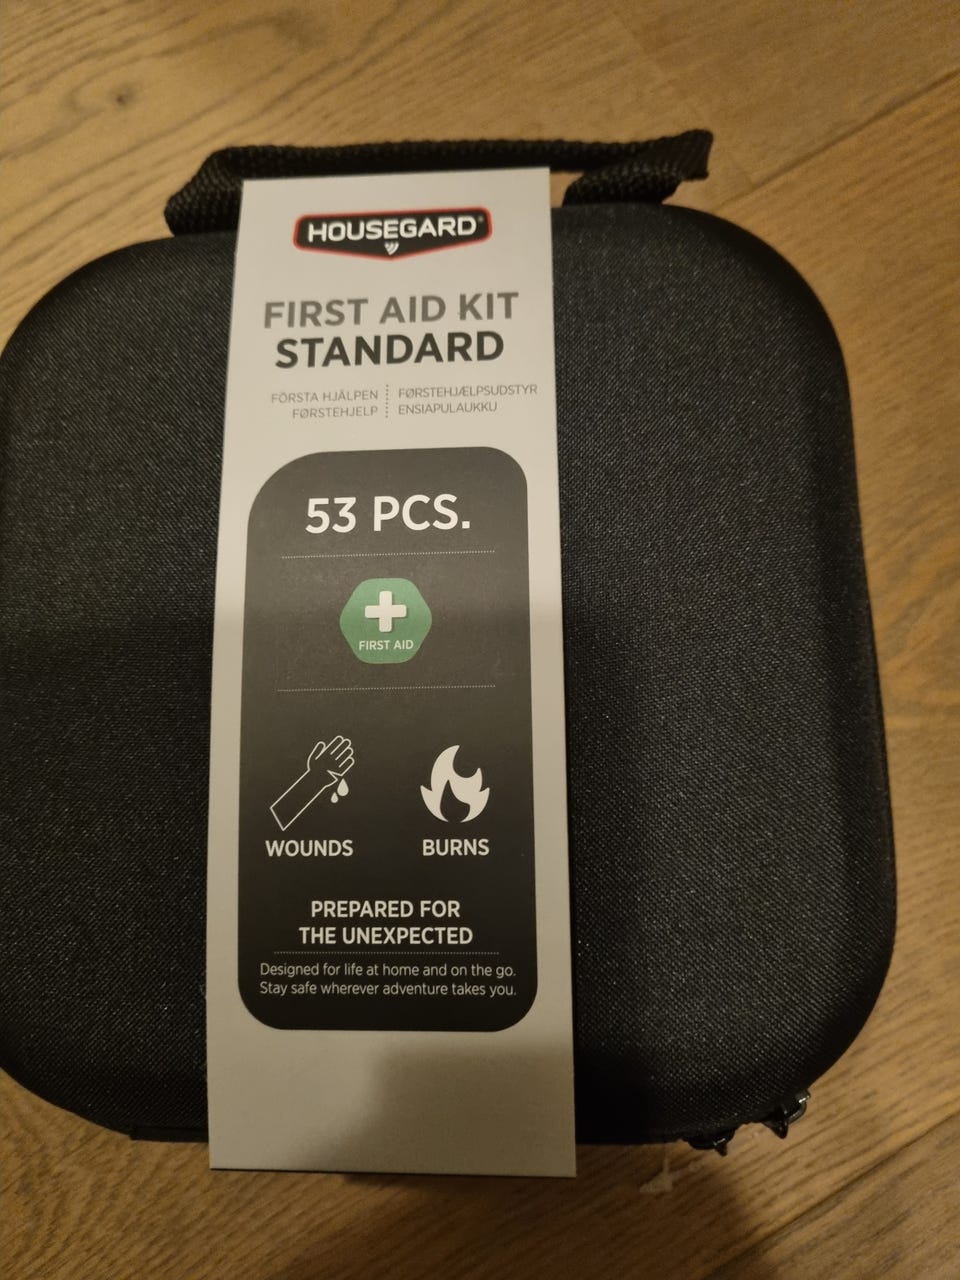 HOUSEGARD®
FIRST AID KIT
STANDARD
FÖRSTA HJÄLPEN
FØRSTEHJELP
FØRSTEHJÆLPSUDSTYR
ENSIAPULAUKKU
53 PCS.
FIRST AID
WOUNDS
BURNS
PREPARED FOR
THE UNEXPECTED
Designed for life at home and on the go.
Stay safe wherever adventure takes you.